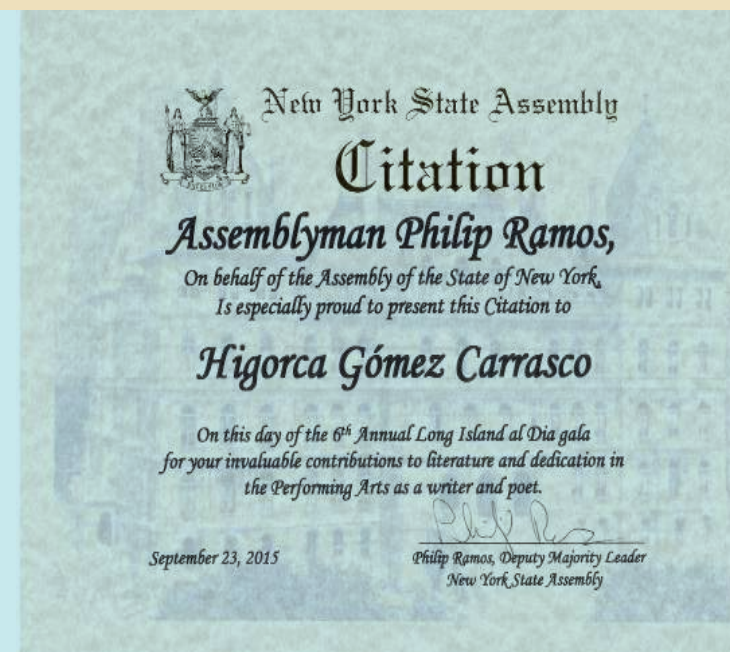 New York State Assembly
Citation
Assemblyman Philip Ramos,
On behalf of the Assembly of the State of New York,
Is especially proud to present this Citation to
Higorca Gómez Carrasco
On this day of the 6th Annual Long Island al Dia gala
for your invaluable contributions to literature and dedication in
the Performing Arts as a writer and poet.
September 23, 2015
Philip Ramos, Deputy Majority Leader
New York State Assembly